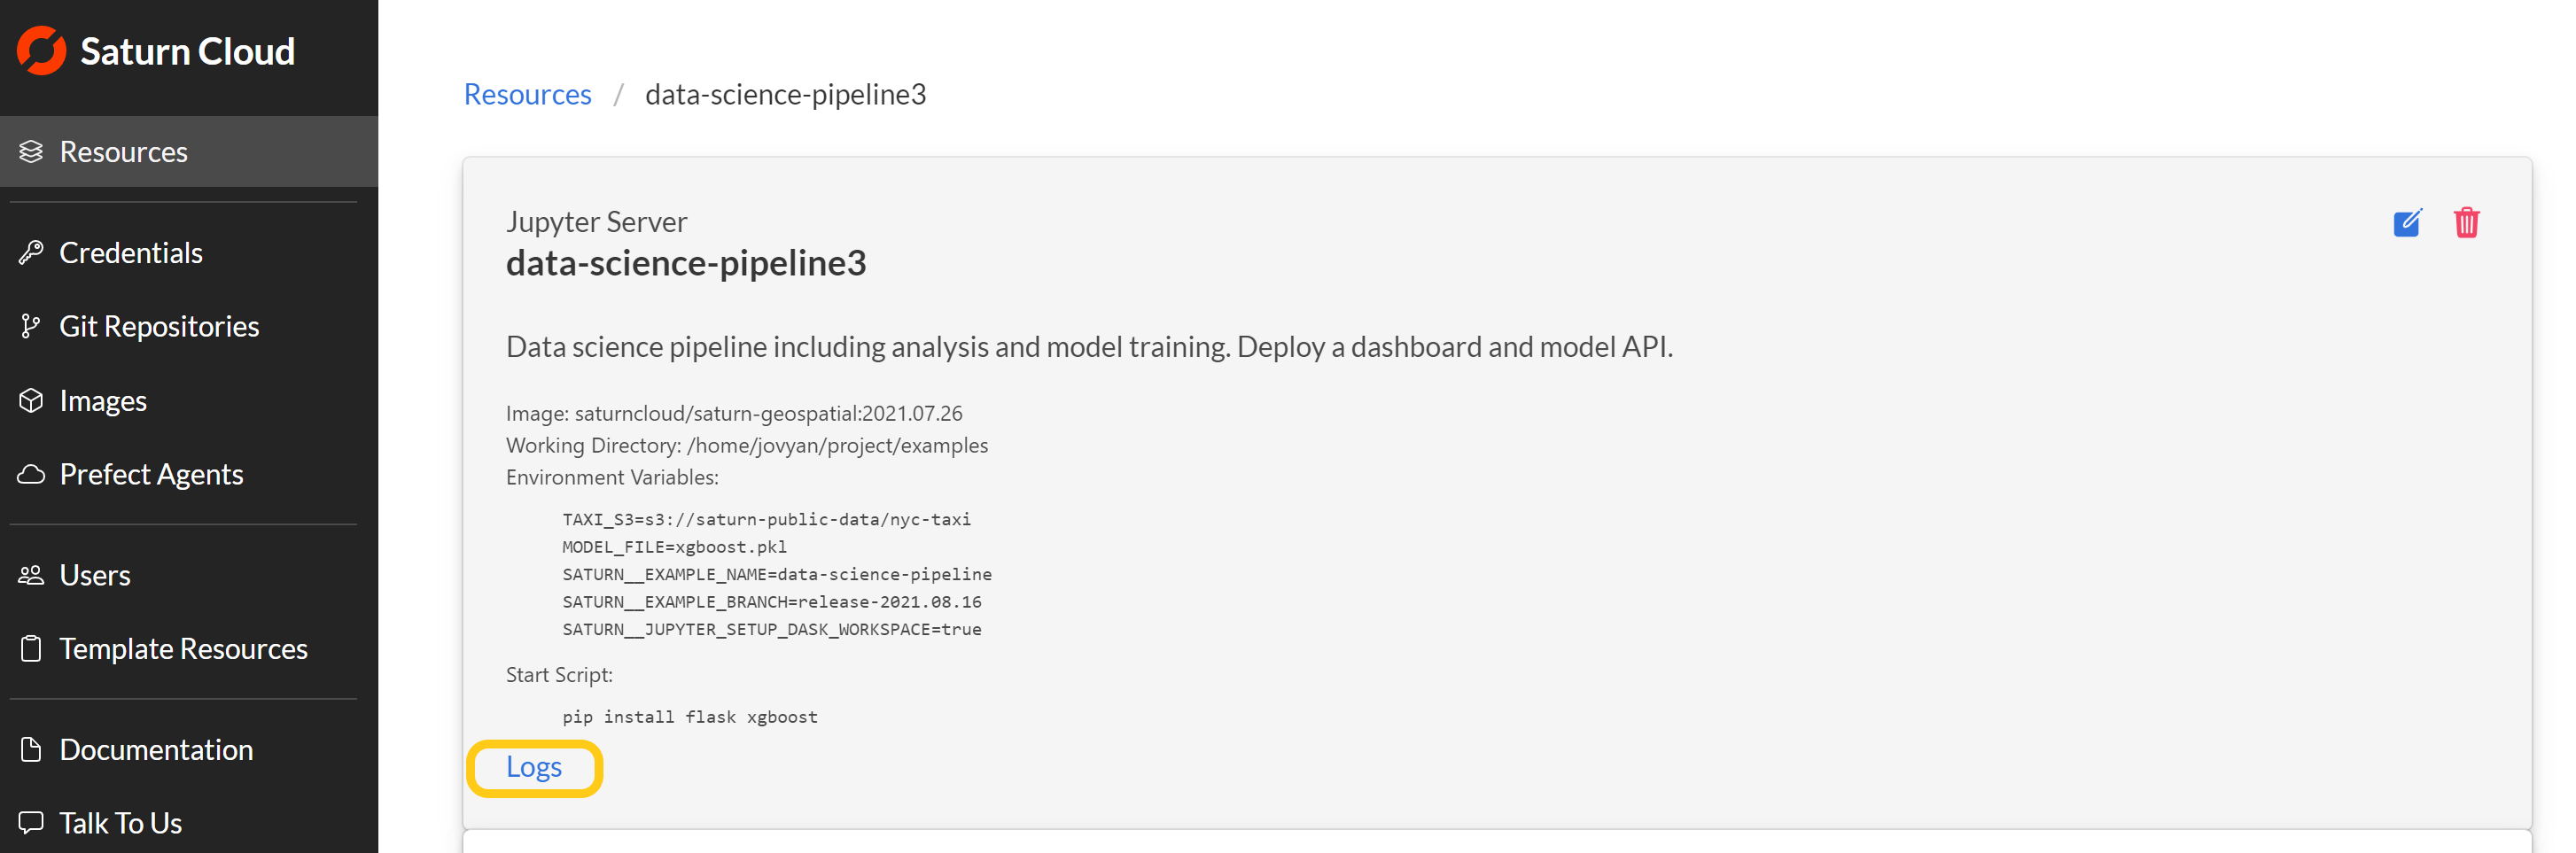 Saturn Cloud
Resources
Credentials
Git Repositories
Images
Prefect Agents
Users
Template Resources
Documentation
Talk To Us
Resources / data-science-pipeline3
Jupyter Server
data-science-pipeline3
Data science pipeline including analysis and model training. Deploy a dashboard and model API.
Image: saturncloud/saturn-geospatial:2021.07.26
Working Directory: /home/jovyan/project/examples
Environment Variables:
TAXI_S3=s3://saturn-public-data/nyc-taxi
MODEL_FILE=xgboost.pkl
SATURN__EXAMPLE_NAME=data-science-pipeline
SATURN__EXAMPLE_BRANCH=release-2021.08.16
SATURN__JUPYTER_SETUP_DASK_WORKSPACE=true
Start Script:
pip install flask xgboost
Logs